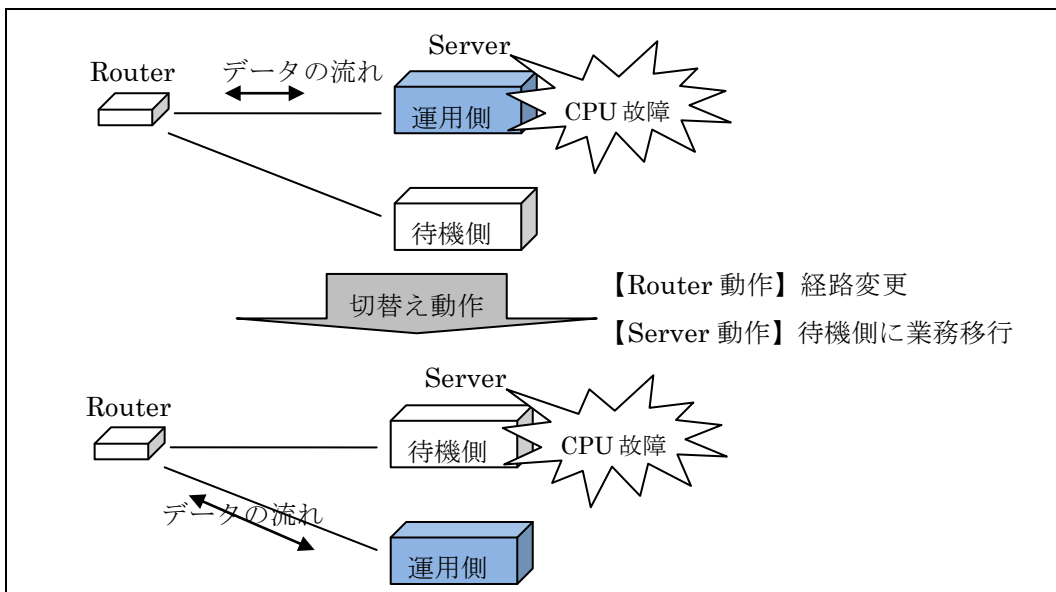 Server
Router
データの流れ
運用側
CPU 故障
待機側
切替え動作
【Router 動作】経路変更
【Server 動作】待機側に業務移行
Server
Router
待機側
CPU 故障
データの流れ
運用側